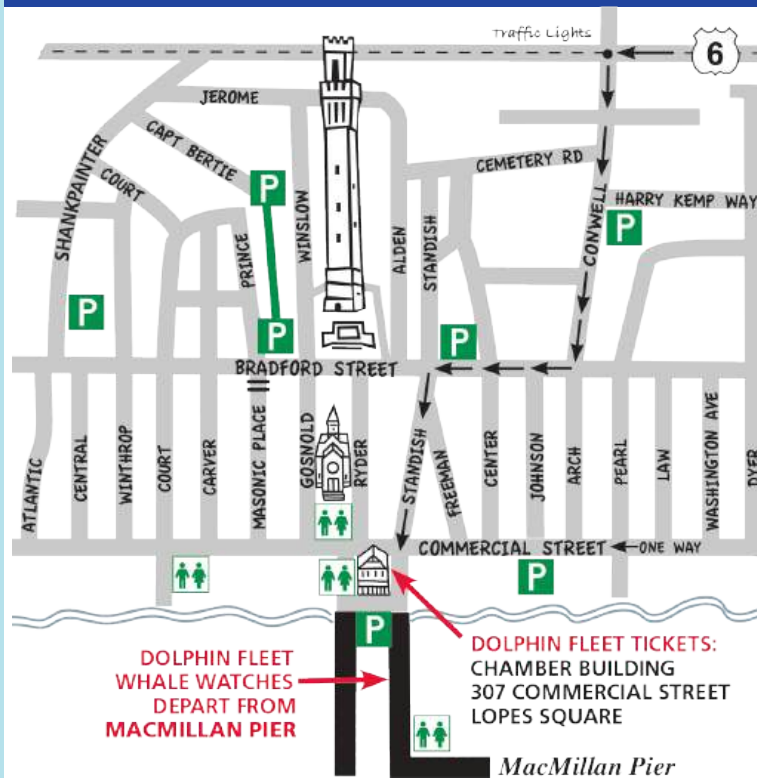 Traffic Lights
6
JEROME
CAPT BERTIE
SHANKPAINTER
COURT
P
WINSLOW
PRINCE
ALDEN
STANDISH
CEMETERY RD
CONWELL
HARRY KEMP WAY
P
P
P
P
BRADFORD STREET
ATLANTIC
CENTRAL
WINTHROP
COURT
CARVER
MASONIC PLACE
GOSNOLD
RYDER
STANDISH
FREEMAN
CENTER
JOHNSON
ARCH
PEARL
LAW
WASHINGTON AVE
DYER
COMMERCIAL STREET
ONE WAY
P
P
DOLPHIN FLEET
WHALE WATCHES
DEPART FROM
MACMILLAN PIER
DOLPHIN FLEET TICKETS:
CHAMBER BUILDING
307 COMMERCIAL STREET
LOPES SQUARE
MacMillan Pier